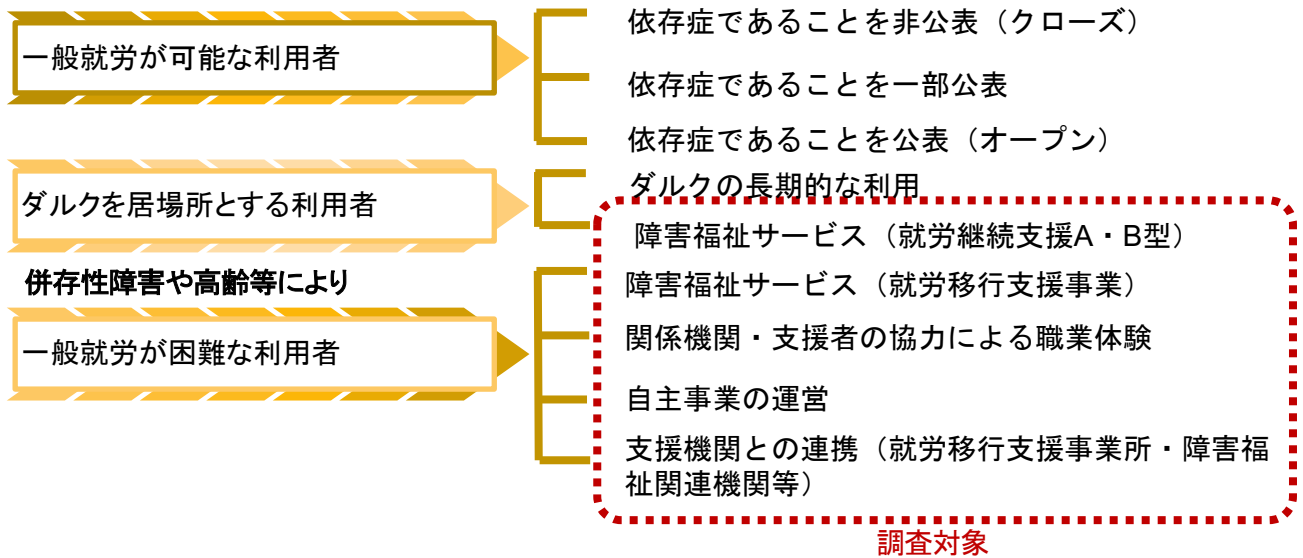 一般就労が可能な利用者
依存症であることを非公表（クローズ）
依存症であることを一部公表
依存症であることを公表（オープン）
ダルクを居場所とする利用者
ダルクの長期的な利用
障害福祉サービス（就労継続支援A・B型）
併存性障害や高齢等により
一般就労が困難な利用者
障害福祉サービス（就労移行支援事業）
関係機関・支援者の協力による職業体験
自主事業の運営
支援機関との連携（就労移行支援事業所・障害福
祉関連機関等）
調査対象